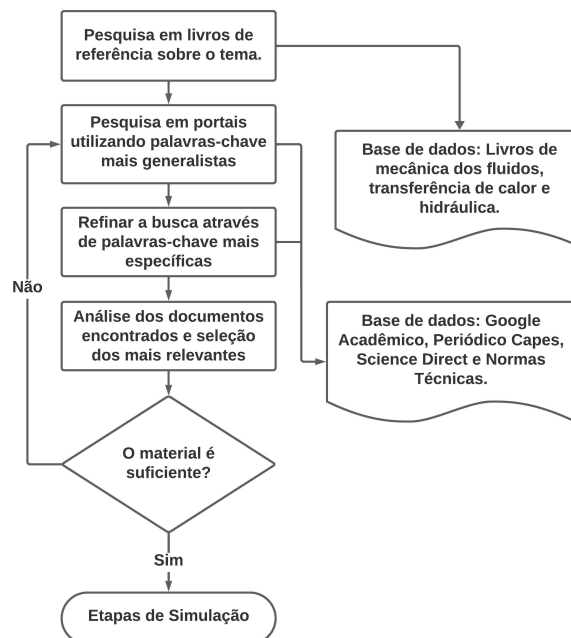 Pesquisa em livros de
referência sobre o tema.
Pesquisa em portais
utilizando palavras-chave
mais generalistas
Base de dados: Livros de
mecânica dos fluidos,
transferência de calor e
hidráulica.
Refinar a busca através
de palavras-chave mais
específicas
Não
Análise dos documentos
encontrados e seleção
dos mais relevantes
Base de dados: Google
Acadêmico, Periódico Capes,
Science Direct e Normas
Técnicas.
O material é
suficiente?
Sim
Etapas de Simulação